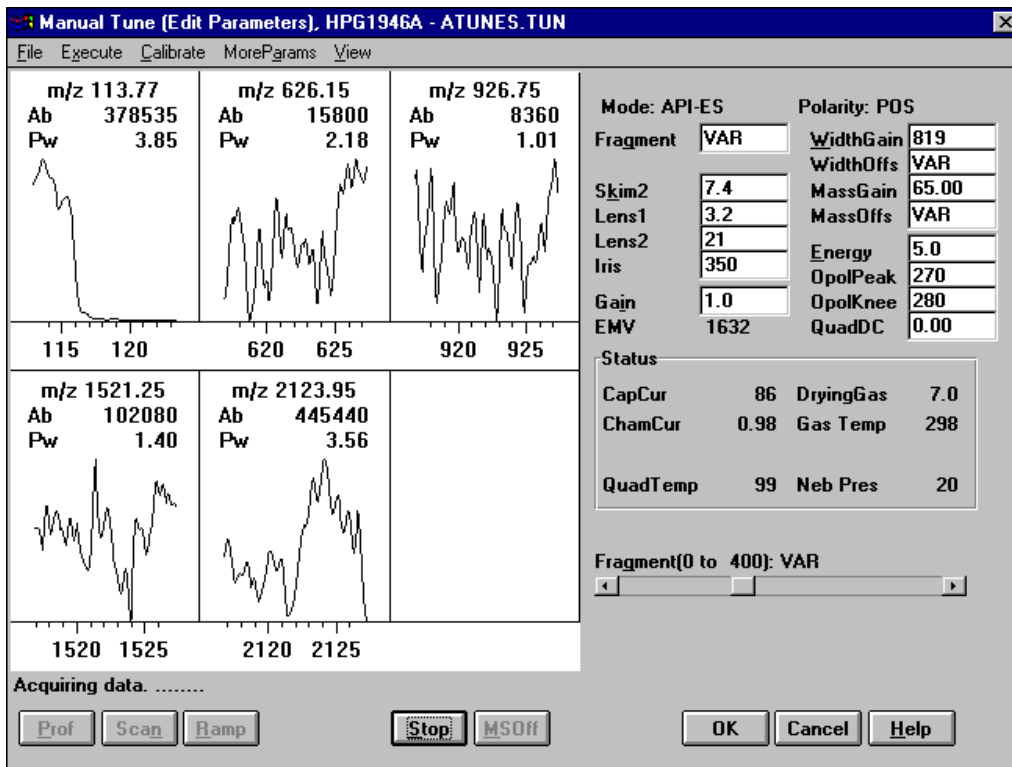 Manual Tune (Edit Parameters), HPG1946A - ATUNES.TUN
File Execute Calibrate MoreParams View
m/z 113.77
Ab 378535
Pw 3.85
115 120
m/z 626.15
Ab 15800
Pw 2.18
620 625
m/z 926.75
Ab 8360
Pw 1.01
920 925
m/z 1521.25
Ab 102080
Pw 1.40
1520 1525
m/z 2123.95
Ab 445440
Pw 3.56
2120 2125
Mode: API-ES Polarity: POS
Fragment VAR
Skim2 7.4
Lens1 3.2
Lens2 21
Iris 350
Gain 1.0
EMV 1632
WidthGain 819
WidthOffs VAR
MassGain 65.00
MassOffs VAR
Energy 5.0
OpolPeak 270
OpolKnee 280
QuadDC 0.00
Status
CapCur 86 DryingGas 7.0
ChamCur 0.98 Gas Temp 298
QuadTemp 99 Neb Pres 20
Fragment(0 to 400): VAR
Acquiring data. ........
Prof Scan Ramp Stop MSOff OK Cancel Help